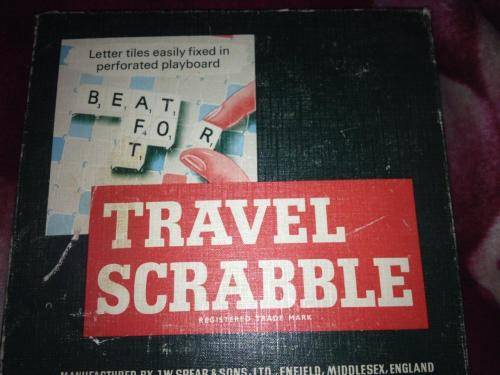 Letter tiles easily fixed in
perforated playboard
BEAT
FOR
T
TRAVEL
SCRABBLE
REGISTERED TRADE MARK
MANUFACTURED BY J.W. SPEAR & SONS, LTD., ENFIELD, MIDDLESEX, ENGLAND